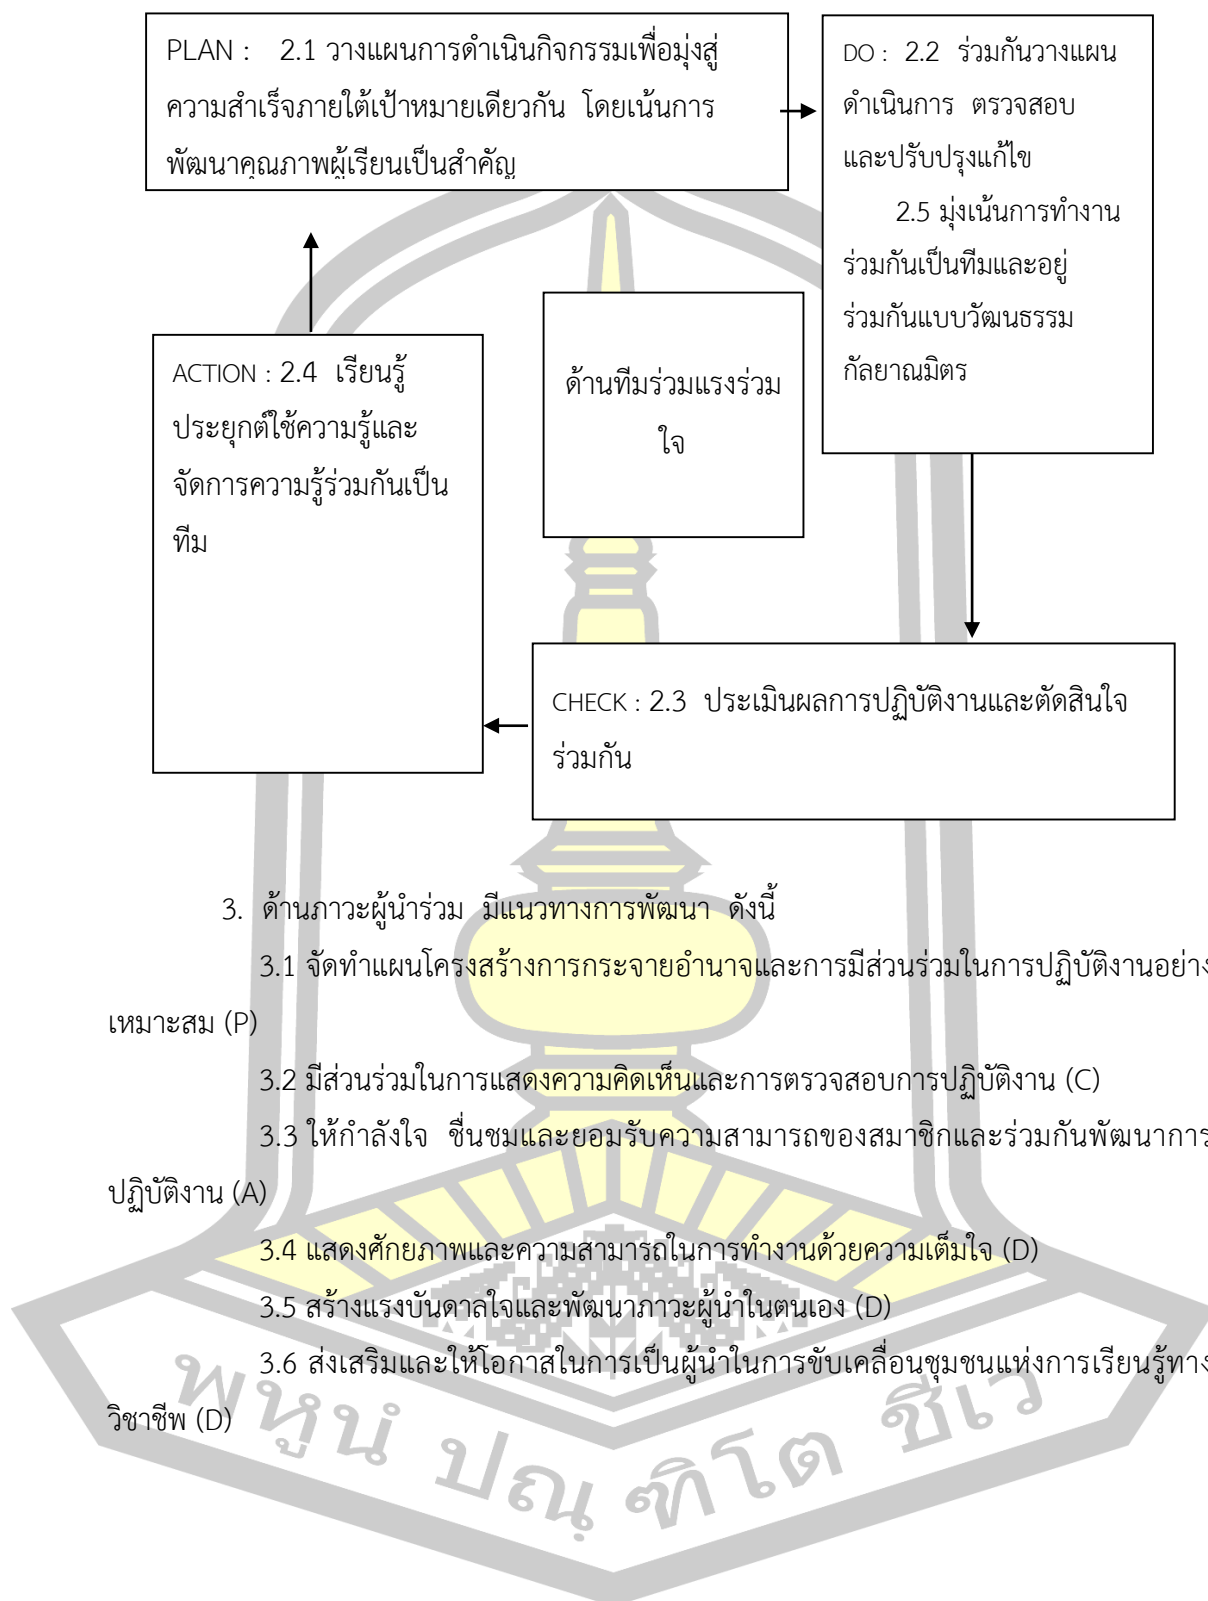 PLAN : 2.1 วางแผนการดำเนินกิจกรรมเพื่อมุ่งสู่
ความสำเร็จภายใต้เป้าหมายเดียวกัน โดยเน้นการ
พัฒนาคุณภาพผู้เรียนเป็นสำคัญ
DO : 2.2 ร่วมกันวางแผน
ดำเนินการ ตรวจสอบ
และปรับปรุงแก้ไข
2.5 มุ่งเน้นการทำงาน
ร่วมกันเป็นทีมและอยู่
ร่วมกันแบบวัฒนธรรม
กัลยาณมิตร
ACTION : 2.4 เรียนรู้
ประยุกต์ใช้ความรู้และ
จัดการความรู้ร่วมกันเป็น
ทีม
ด้านทีมร่วมแรงร่วม
ใจ
CHECK : 2.3 ประเมินผลการปฏิบัติงานและตัดสินใจ
ร่วมกัน
3. ด้านภาวะผู้นำร่วม มีแนวทางการพัฒนา ดังนี้
3.1 จัดทำแผนโครงสร้างการกระจายอำนาจและการมีส่วนร่วมในการปฏิบัติงานอย่าง
เหมาะสม (P)
3.2 มีส่วนร่วมในการแสดงความคิดเห็นและการตรวจสอบการปฏิบัติงาน (C)
3.3 ให้กำลังใจ ชื่นชมและยอมรับความสามารถของสมาชิกและร่วมกันพัฒนาการ
ปฏิบัติงาน (A)
3.4 แสดงศักยภาพและความสามารถในการทำงานด้วยความเต็มใจ (D)
3.5 สร้างแรงบันดาลใจและพัฒนาภาวะผู้นำในตนเอง (D)
3.6 ส่งเสริมและให้โอกาสในการเป็นผู้นำในการขับเคลื่อนชุมชนแห่งการเรียนรู้ทาง
วิชาชีพ (D)
พหูนํ ปณฺฑิโต ชีเว